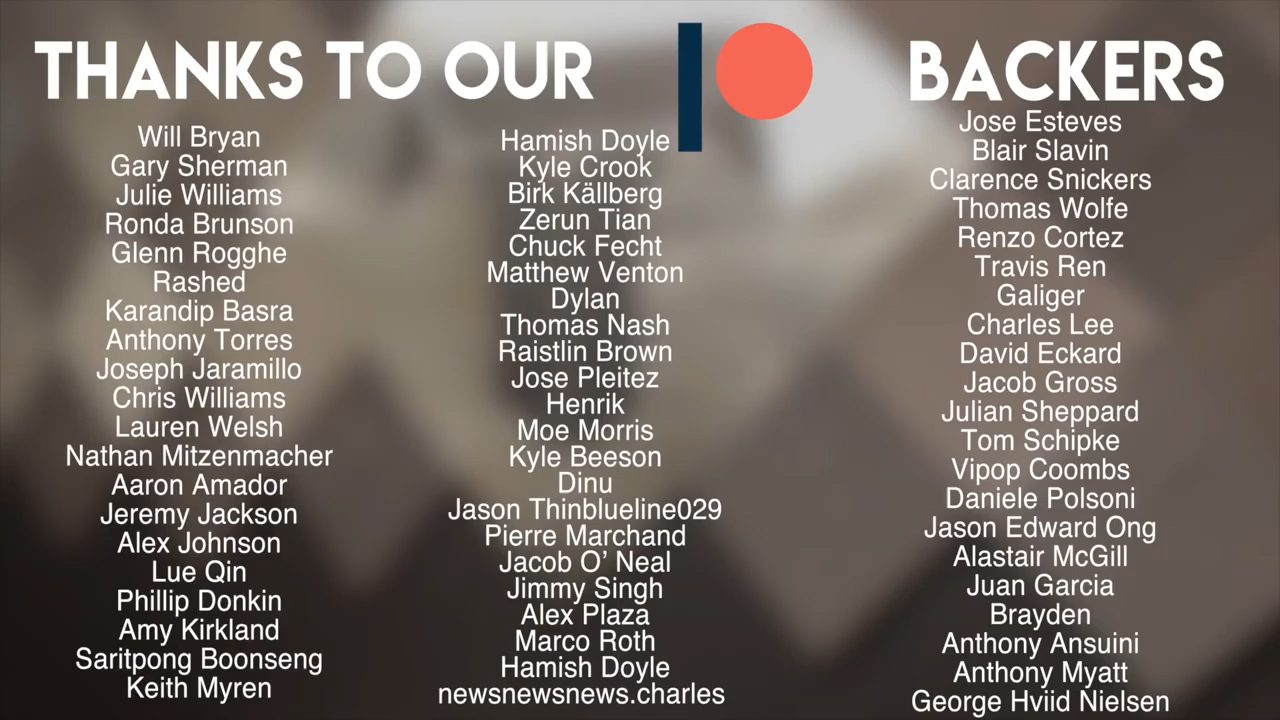 THANKS TO OUR BACKERS
Will Bryan
Gary Sherman
Julie Williams
Ronda Brunson
Glenn Rogghe
Rashed
Karandip Basra
Anthony Torres
Joseph Jaramillo
Chris Williams
Lauren Welsh
Nathan Mitzenmacher
Aaron Amador
Jeremy Jackson
Alex Johnson
Lue Qin
Phillip Donkin
Amy Kirkland
Saritpong Boonseng
Keith Myren
Hamish Doyle
Kyle Crook
Birk Källberg
Zerun Tian
Chuck Fecht
Matthew Venton
Dylan
Thomas Nash
Raistlin Brown
Jose Pleitez
Henrik
Moe Morris
Kyle Beeson
Dinu
Jason Thinblueline029
Pierre Marchand
Jacob O’ Neal
Jimmy Singh
Alex Plaza
Marco Roth
Hamish Doyle
newsnewsnews.charles
Jose Esteves
Blair Slavin
Clarence Snickers
Thomas Wolfe
Renzo Cortez
Travis Ren
Galiger
Charles Lee
David Eckard
Jacob Gross
Julian Sheppard
Tom Schipke
Vipop Coombs
Daniele Polsoni
Jason Edward Ong
Alastair McGill
Juan Garcia
Brayden
Anthony Ansuini
Anthony Myatt
George Hviid Nielsen